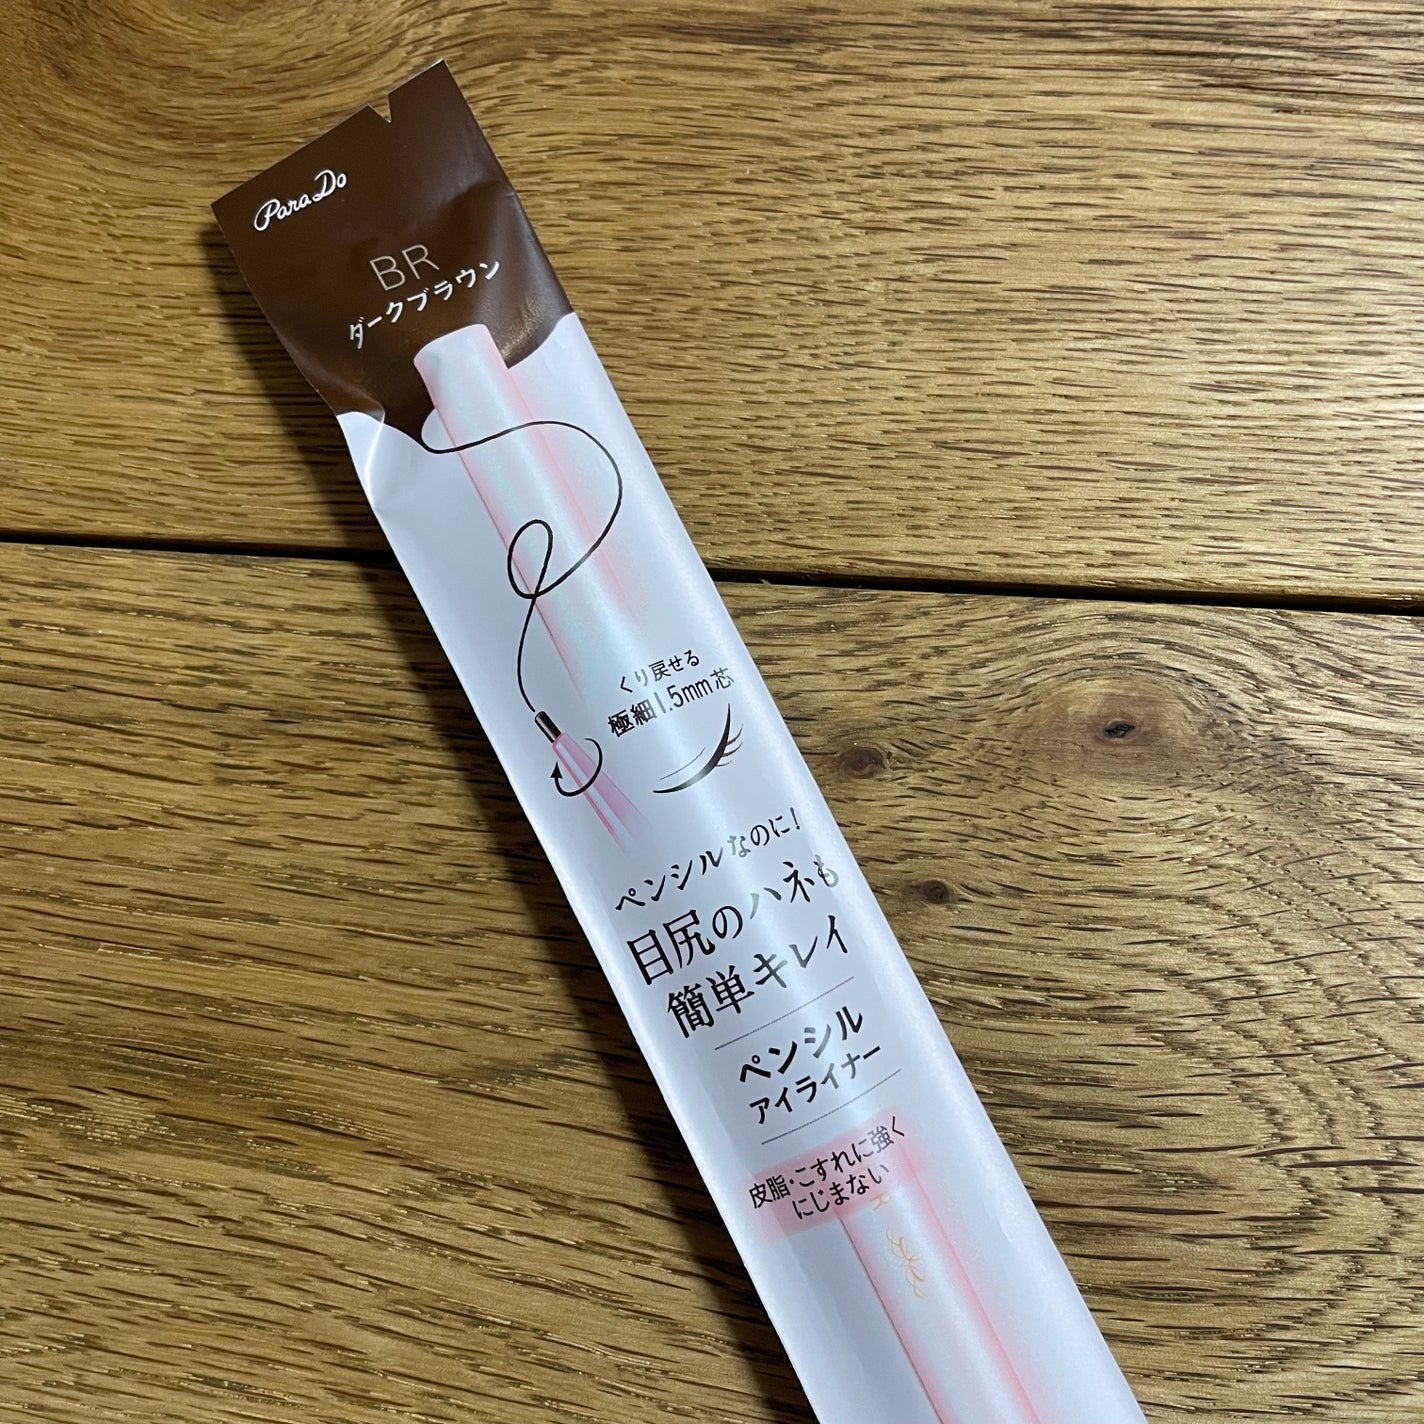 ParaDo
BR
ダークブラウン
くり戻せる
極細1.5mm芯
ペンシルなのに!
目尻のハネも
簡単キレイ
ペンシル
アイライナー
皮脂・こすれに強く
にじまない